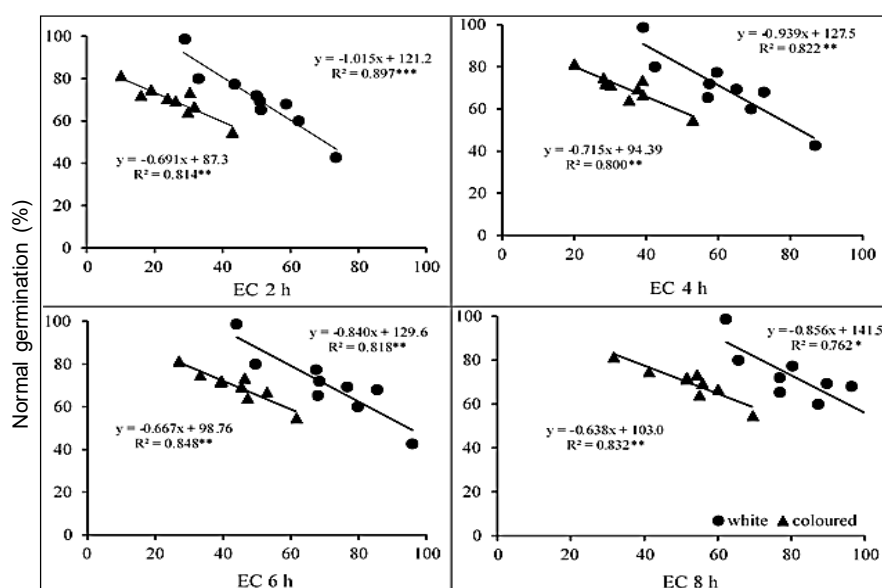 Normal germination (%)
100
80
60
40
20
0
y = -1.015x + 121.2
R² = 0.897***
y = -0.691x + 87.3
R² = 0.814**
0 20 40 60 80 100
EC 2 h
100
80
60
40
20
0
y = -0.939x + 127.5
R² = 0.822**
y = -0.715x + 94.39
R² = 0.800**
0 20 40 60 80 100
EC 4 h
100
80
60
40
20
0
y = -0.840x + 129.6
R² = 0.818**
y = -0.667x + 98.76
R² = 0.848**
0 20 40 60 80 100
EC 6 h
100
80
60
40
20
0
y = -0.856x + 141.5
R² = 0.762*
y = -0.638x + 103.0
R² = 0.832**
white coloured
0 20 40 60 80 100
EC 8 h